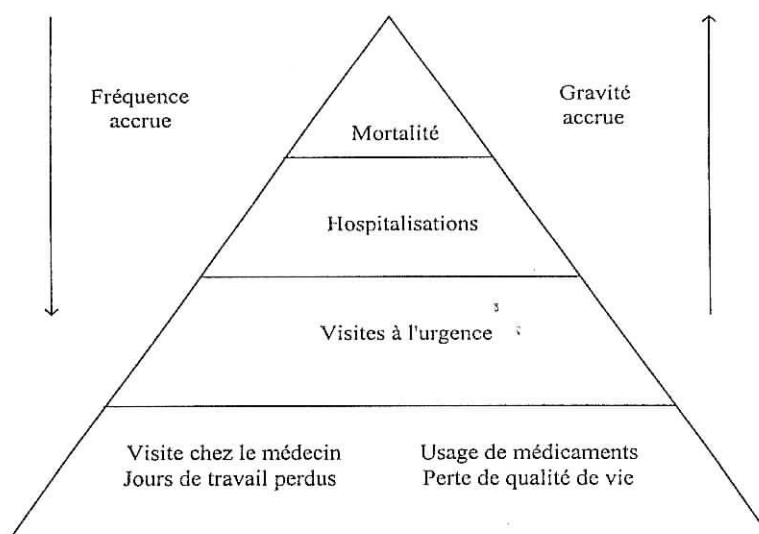 Fréquence
accrue
Gravité
accrue
Mortalité
Hospitalisations
Visites à l'urgence
Visite chez le médecin
Jours de travail perdus
Usage de médicaments
Perte de qualité de vie